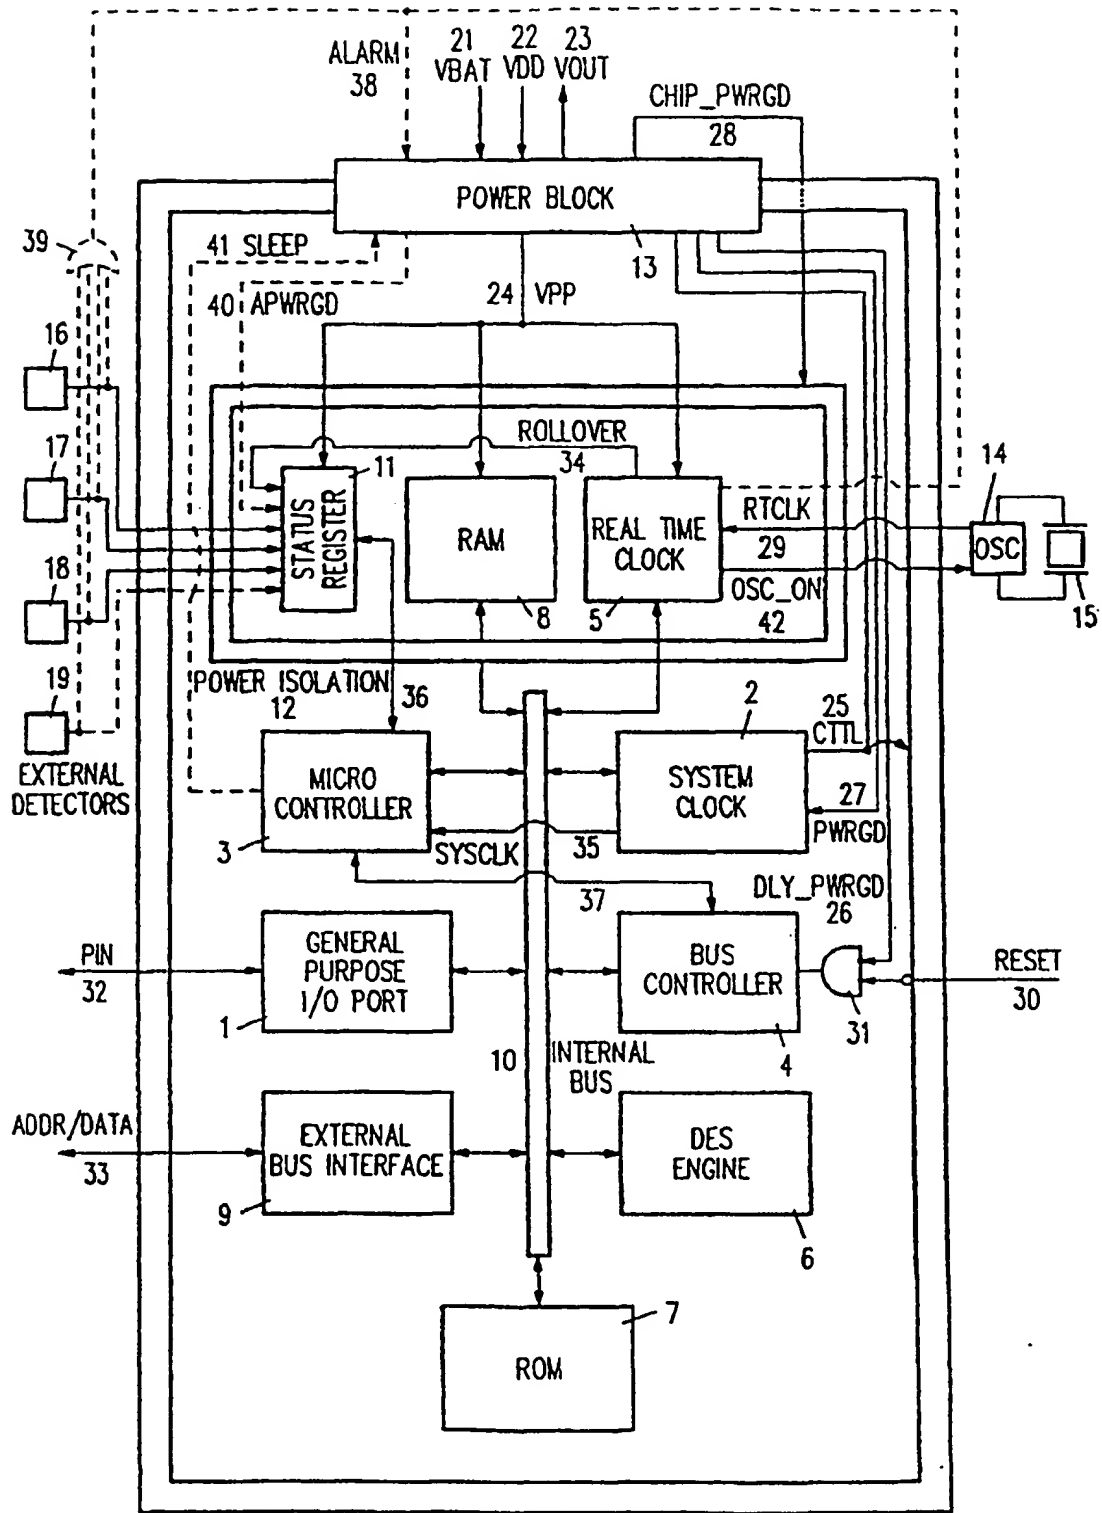 ALARM
38
21
VBAT
22
VDD
23
VOUT
CHIP_PWRGD
28
POWER BLOCK
13
39
41 SLEEP
40 APWRGD
24 VPP
16
17
18
19
EXTERNAL
DETECTORS
ROLLOVER
34
11
STATUS
REGISTER
RAM
8
REAL TIME
CLOCK
5
RTCLK
29
OSC_ON
42
14
OSC
15
POWER ISOLATION
12
36
MICRO
CONTROLLER
3
2
SYSTEM
CLOCK
25
CTTL
27
PWRGD
SYSCLK
35
37
DLY_PWRGD
26
PIN
32
GENERAL
PURPOSE
I/O PORT
1
BUS
CONTROLLER
4
31
RESET
30
10
INTERNAL
BUS
ADDR/DATA
33
EXTERNAL
BUS INTERFACE
9
DES
ENGINE
6
7
ROM